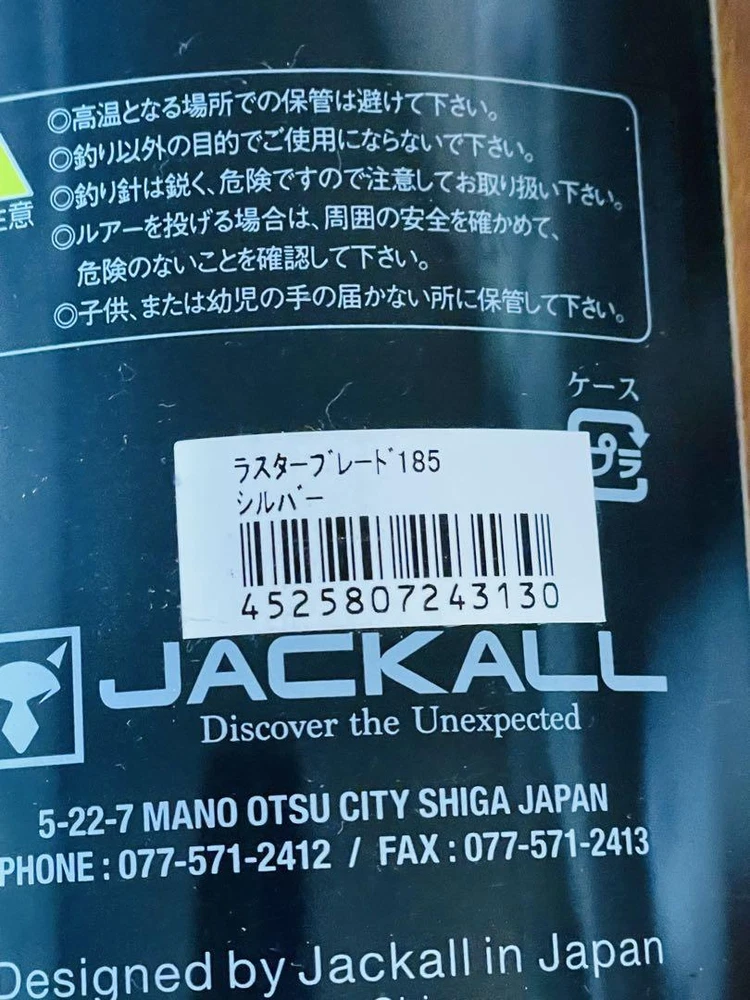 ◎高温となる場所での保管は避けて下さい。
◎釣り以外の目的でご使用にならないで下さい。
◎釣り針は鋭く、危険ですので注意してお取り扱い下さい。
◎ルアーを投げる場合は、周囲の安全を確かめて、
危険のないことを確認して下さい。
◎子供、または幼児の手の届かない所に保管して下さい。
注意
ケース
プラ
ラスターブレード185
シルバー
4525807243130
JACKALL
Discover the Unexpected
5-22-7 MANO OTSU CITY SHIGA JAPAN
PHONE : 077-571-2412 / FAX : 077-571-2413
Designed by Jackall in Japan